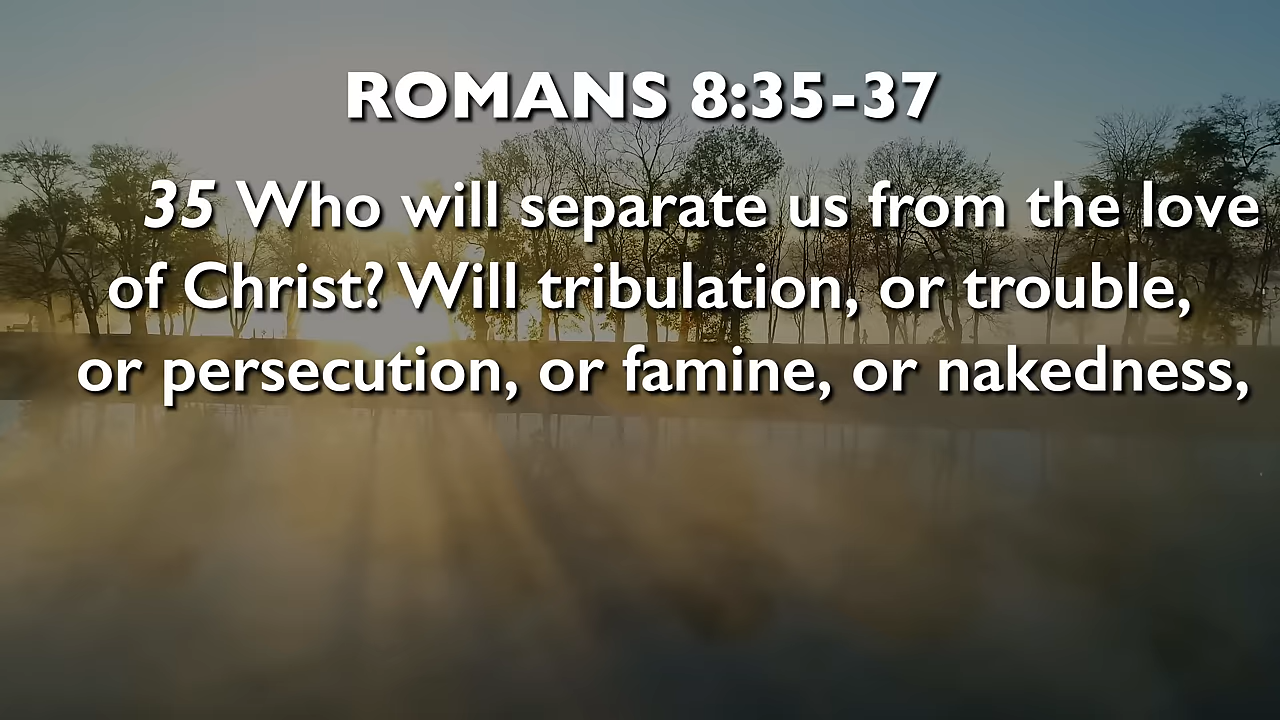 ROMANS 8:35-37
35 Who will separate us from the love
of Christ? Will tribulation, or trouble,
or persecution, or famine, or nakedness,